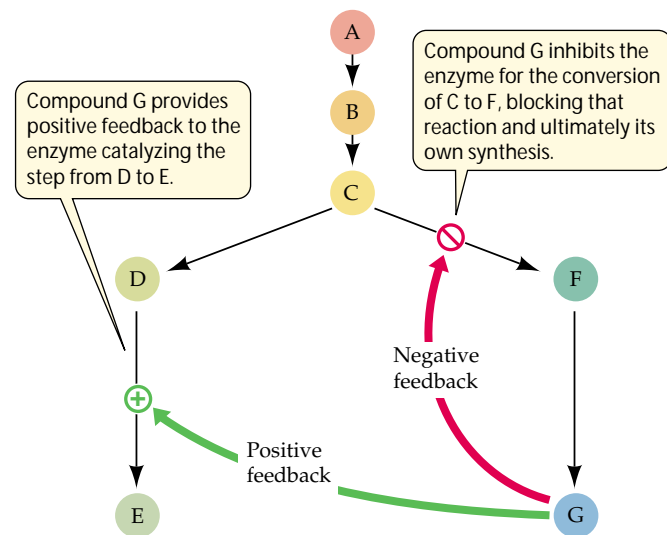 A
Compound G inhibits the
enzyme for the conversion
of C to F, blocking that
reaction and ultimately its
own synthesis.
Compound G provides
positive feedback to the
enzyme catalyzing the
step from D to E.
B
C
D
F
Negative
feedback
Positive
feedback
E
G